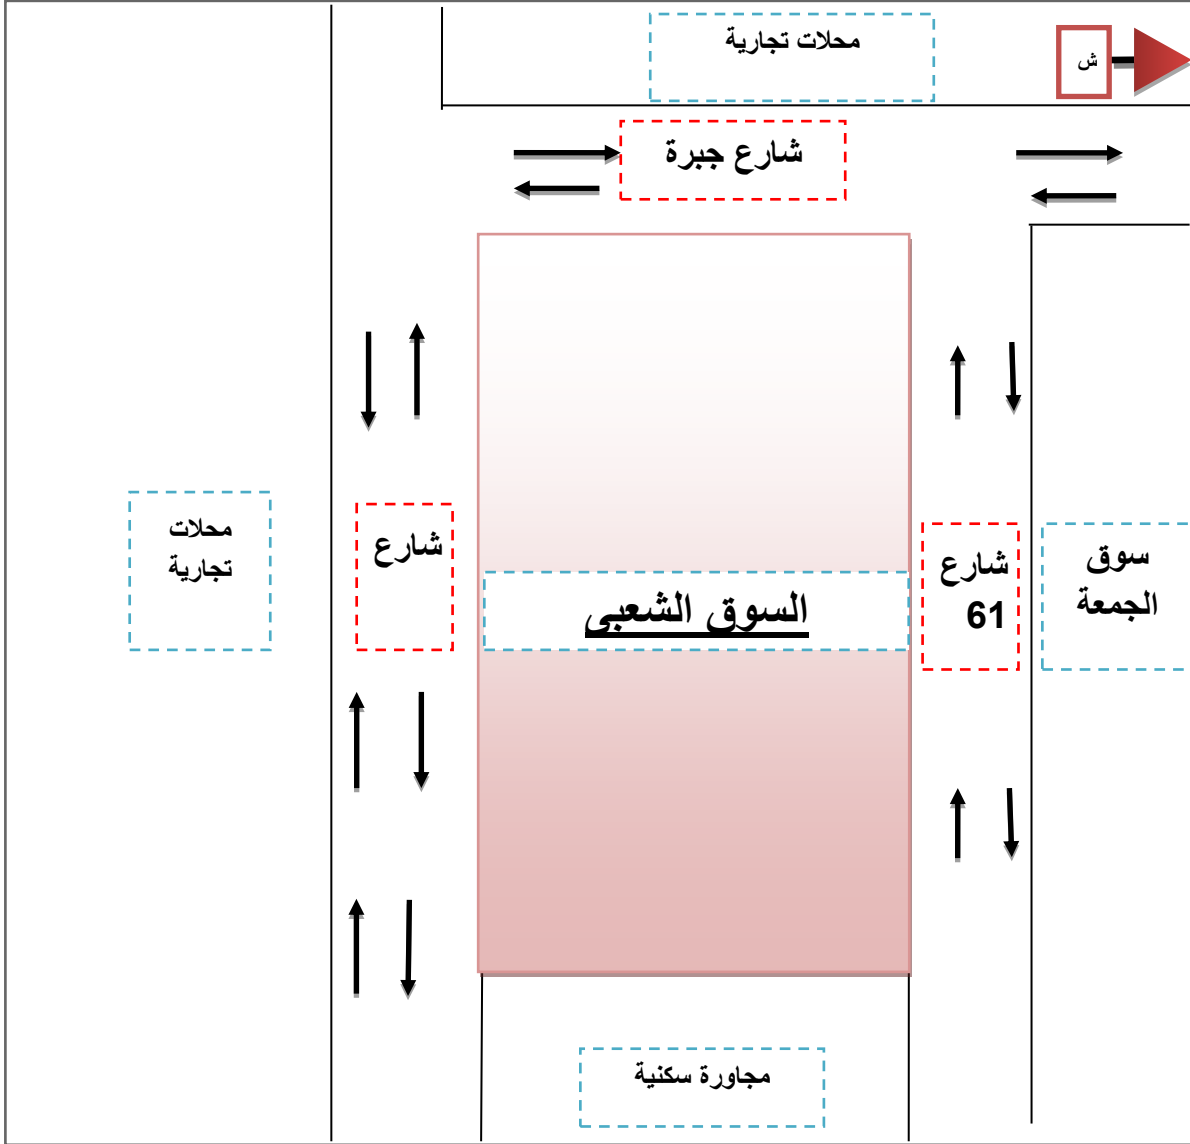 محلات تجارية
ش
شارع جبرة
محلات
تجارية
شارع
السوق الشعبى
شارع
61
سوق
الجمعة
مجاورة سكنية